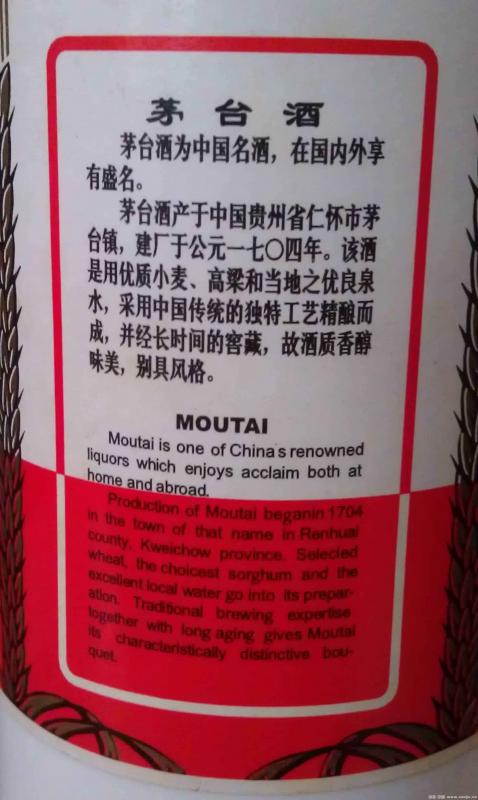 茅台酒
茅台酒为中国名酒，在国内外享
有盛名。
茅台酒产于中国贵州省仁怀市茅
台镇，建厂于公元一七〇四年。该酒
是用优质小麦、高粱和当地之优良泉
水，采用中国传统的独特工艺精酿而
成，并经长时间的窖藏，故酒质香醇
味美，别具风格。
MOUTAI
Moutai is one of China's renowned
liquors which enjoys acclaim both at
home and abroad.
Production of Moutai beganin 1704
in the town of that name in Renhuai
county, Kweichow province. Selecied
wheat, the choicest sorghum and the
excellent local water go into its prepar-
ation. Traditional brewing expertise
together with long aging gives Moutai
its characteristically distinctive bou-
quet.